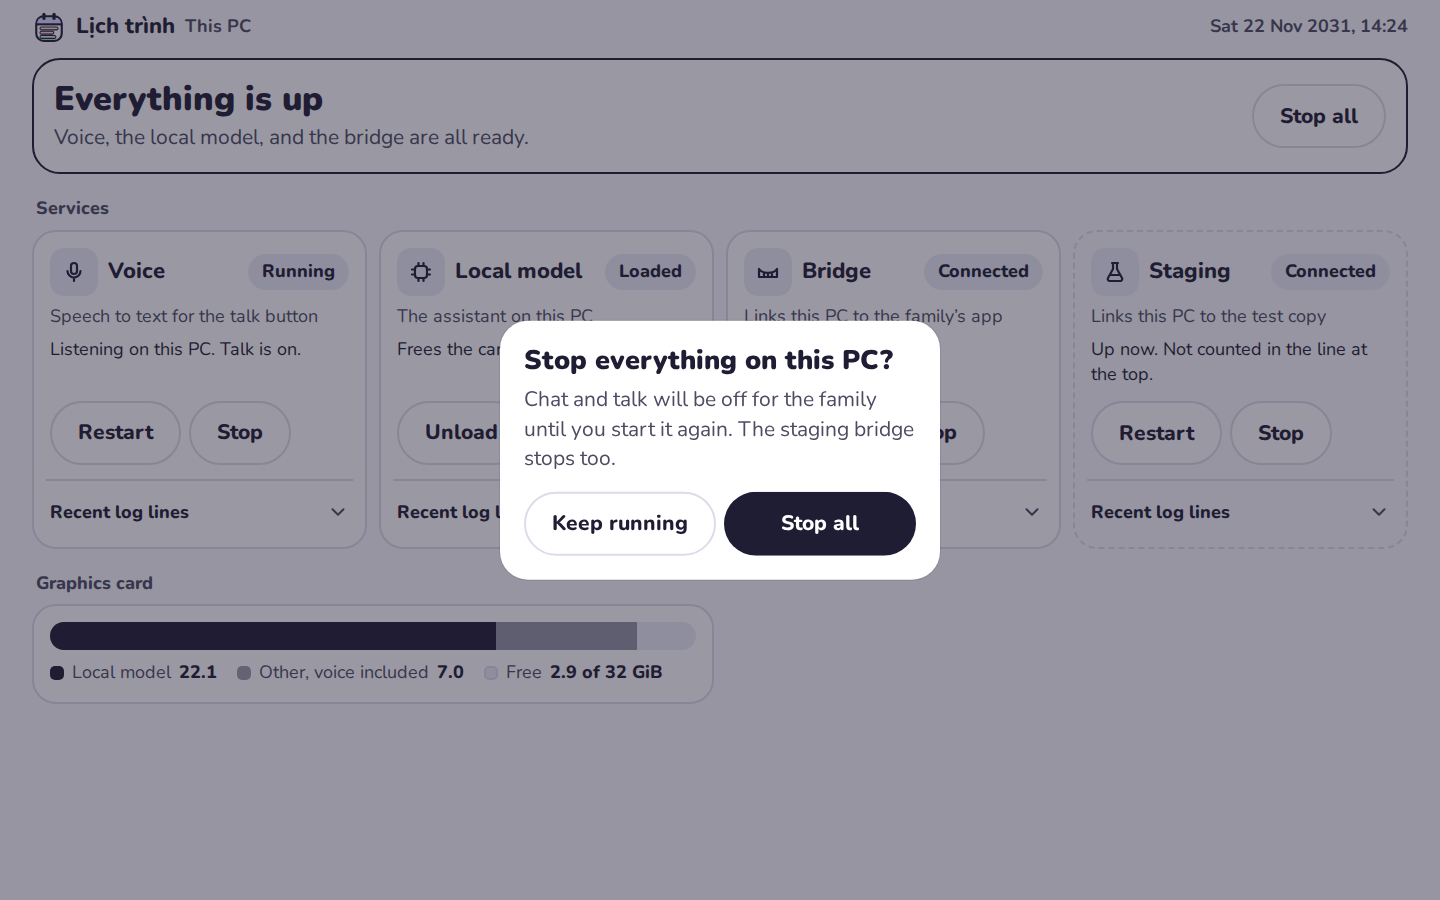 Lịch trình This PC
Sat 22 Nov 2031, 14:24
Everything is up
Voice, the local model, and the bridge are all ready.
Stop all
Services
Voice
Running
Speech to text for the talk button
Listening on this PC. Talk is on.
Restart
Stop
Recent log lines
Local model
Loaded
The assistant on this PC
Frees the
Unload
Recent log
Bridge
Connected
Links this PC to the family’s app
Staging
Connected
Links this PC to the test copy
Up now. Not counted in the line at
the top.
Restart
Stop
Recent log lines
Stop everything on this PC?
Chat and talk will be off for the family
until you start it again. The staging bridge
stops too.
Keep running
Stop all
Graphics card
Local model 22.1
Other, voice included 7.0
Free 2.9 of 32 GiB